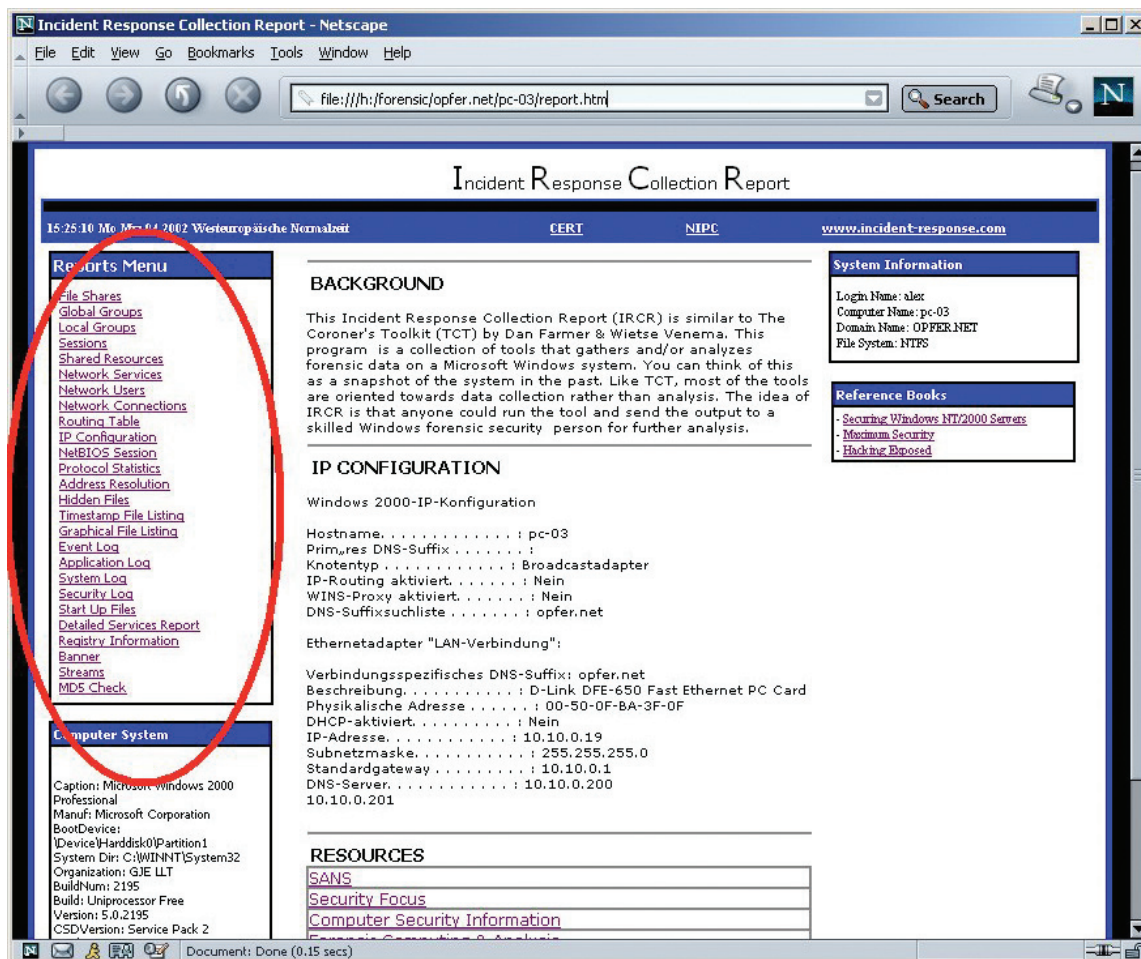 Incident Response Collection Report - Netscape
File Edit View Go Bookmarks Tools Window Help
file:///h:/forensic/opfer.net/pc-03/report.htm
Search
N
Incident Response Collection Report
15:25:10 Mo 04 2002 Westeuropäische Normalzeit CERT NIPC www.incident-response.com
Reports Menu
File Shares
Global Groups
Local Groups
Sessions
Shared Resources
Network Services
Network Users
Network Connections
Routing Table
IP Configuration
NetBIOS Session
Protocol Statistics
Address Resolution
Hidden Files
Timestamp File Listing
Graphical File Listing
Event Log
Application Log
System Log
Security Log
Start Up Files
Detailed Services Report
Registry Information
Banner
Streams
MD5 Check
Computer System
Caption: Microsoft Windows 2000
Professional
Manuf: Microsoft Corporation
BootDevice:
\Device\Harddisk0\Partition1
System Dir: C:\WINNT\System32
Organization: GJE LLT
BuildNum: 2195
Build: Uniprocessor Free
Version: 5.0.2195
CSDVersion: Service Pack 2
BACKGROUND
This Incident Response Collection Report (IRCR) is similar to The
Coroner's Toolkit (TCT) by Dan Farmer & Wietse Venema. This
program is a collection of tools that gathers and/or analyzes
forensic data on a Microsoft Windows system. You can think of this
as a snapshot of the system in the past. Like TCT, most of the tools
are oriented towards data collection rather than analysis. The idea of
IRCR is that anyone could run the tool and send the output to a
skilled Windows forensic security person for further analysis.
IP CONFIGURATION
Windows 2000-IP-Konfiguration
Hostname. . . . . . . . . . . . . : pc-03
Prim„res DNS-Suffix . . . . . . . :
Knotentyp . . . . . . . . . . . . : Broadcastadapter
IP-Routing aktiviert. . . . . . . : Nein
WINS-Proxy aktiviert. . . . . . . : Nein
DNS-Suffixsuchliste . . . . . . . : opfer.net
Ethernetadapter "LAN-Verbindung":
Verbindungsspezifisches DNS-Suffix: opfer.net
Beschreibung. . . . . . . . . . . : D-Link DFE-650 Fast Ethernet PC Card
Physikalische Adresse . . . . . . : 00-50-0F-BA-3F-0F
DHCP-aktiviert. . . . . . . . . . : Nein
IP-Adresse. . . . . . . . . . . . : 10.10.0.19
Subnetzmaske. . . . . . . . . . . : 255.255.255.0
Standardgateway . . . . . . . . . : 10.10.0.1
DNS-Server. . . . . . . . . . . . : 10.10.0.200
10.10.0.201
RESOURCES
SANS
Security Focus
Computer Security Information
Forensic Computing & Analysis
System Information
Login Name: alex
Computer Name: pc-03
Domain Name: OPFER.NET
File System: NTFS
Reference Books
- Securing Windows NT/2000 Servers
- Maximum Security
- Hacking Exposed
Document: Done (0.15 secs)